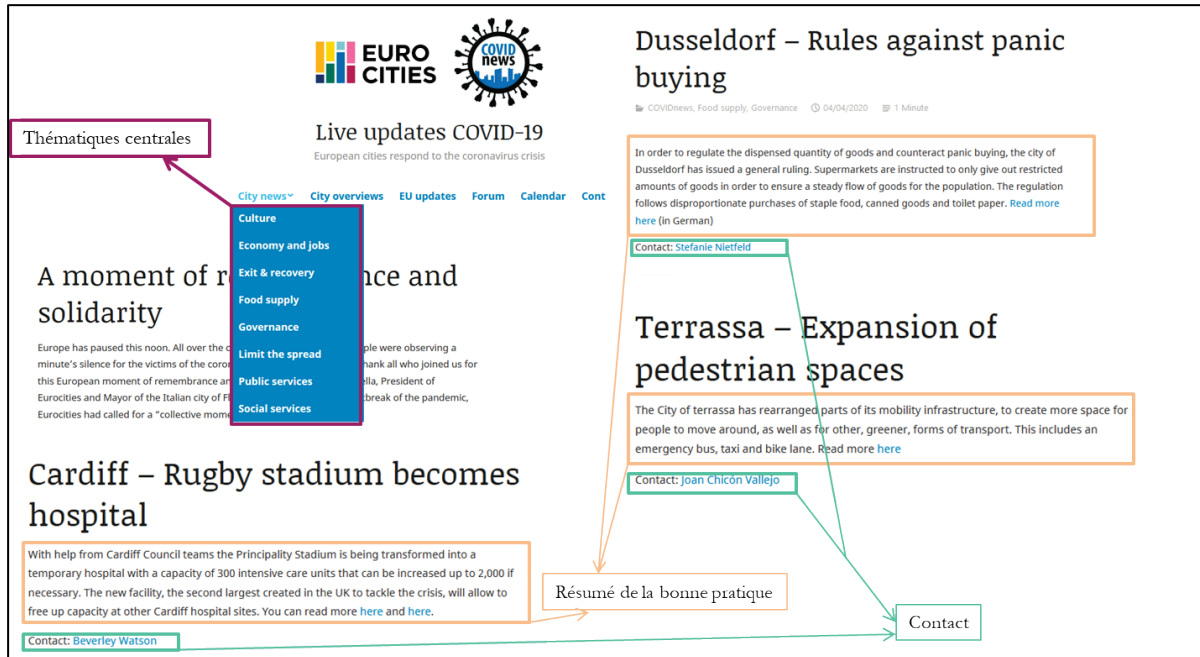 EURO
CITIES
COVID
news
Live updates COVID-19
European cities respond to the coronavirus crisis
Thématiques centrales
City news City overviews EU updates Forum Calendar Cont
Culture
Economy and jobs
Exit & recovery
Food supply
Governance
Limit the spread
Public services
Social services
A moment of r nce and
solidarity
Europe has paused this noon. All over the c ple were observing a
minute's silence for the victims of the coron hank all who joined us for
this European moment of remembrance an ella, President of
Eurocities and Mayor of the Italian city of Fl tbreak of the pandemic,
Eurocities had called for a "collective mome
Cardiff – Rugby stadium becomes
hospital
With help from Cardiff Council teams the Principality Stadium is being transformed into a
temporary hospital with a capacity of 300 intensive care units that can be increased up to 2,000 if
necessary. The new facility, the second largest created in the UK to tackle the crisis, will allow to
free up capacity at other Cardiff hospital sites. You can read more here and here.
Contact: Beverley Watson
Dusseldorf – Rules against panic
buying
COVIDnews, Food supply, Governance 04/04/2020 1 Minute
In order to regulate the dispensed quantity of goods and counteract panic buying, the city of
Dusseldorf has issued a general ruling. Supermarkets are instructed to only give out restricted
amounts of goods in order to ensure a steady flow of goods for the population. The regulation
follows disproportionate purchases of staple food, canned goods and toilet paper. Read more
here (in German)
Contact: Stefanie Nietfeld
Terrassa – Expansion of
pedestrian spaces
The City of terrassa has rearranged parts of its mobility infrastructure, to create more space for
people to move around, as well as for other, greener, forms of transport. This includes an
emergency bus, taxi and bike lane. Read more here
Contact: Joan Chicón Vallejo
Résumé de la bonne pratique
Contact